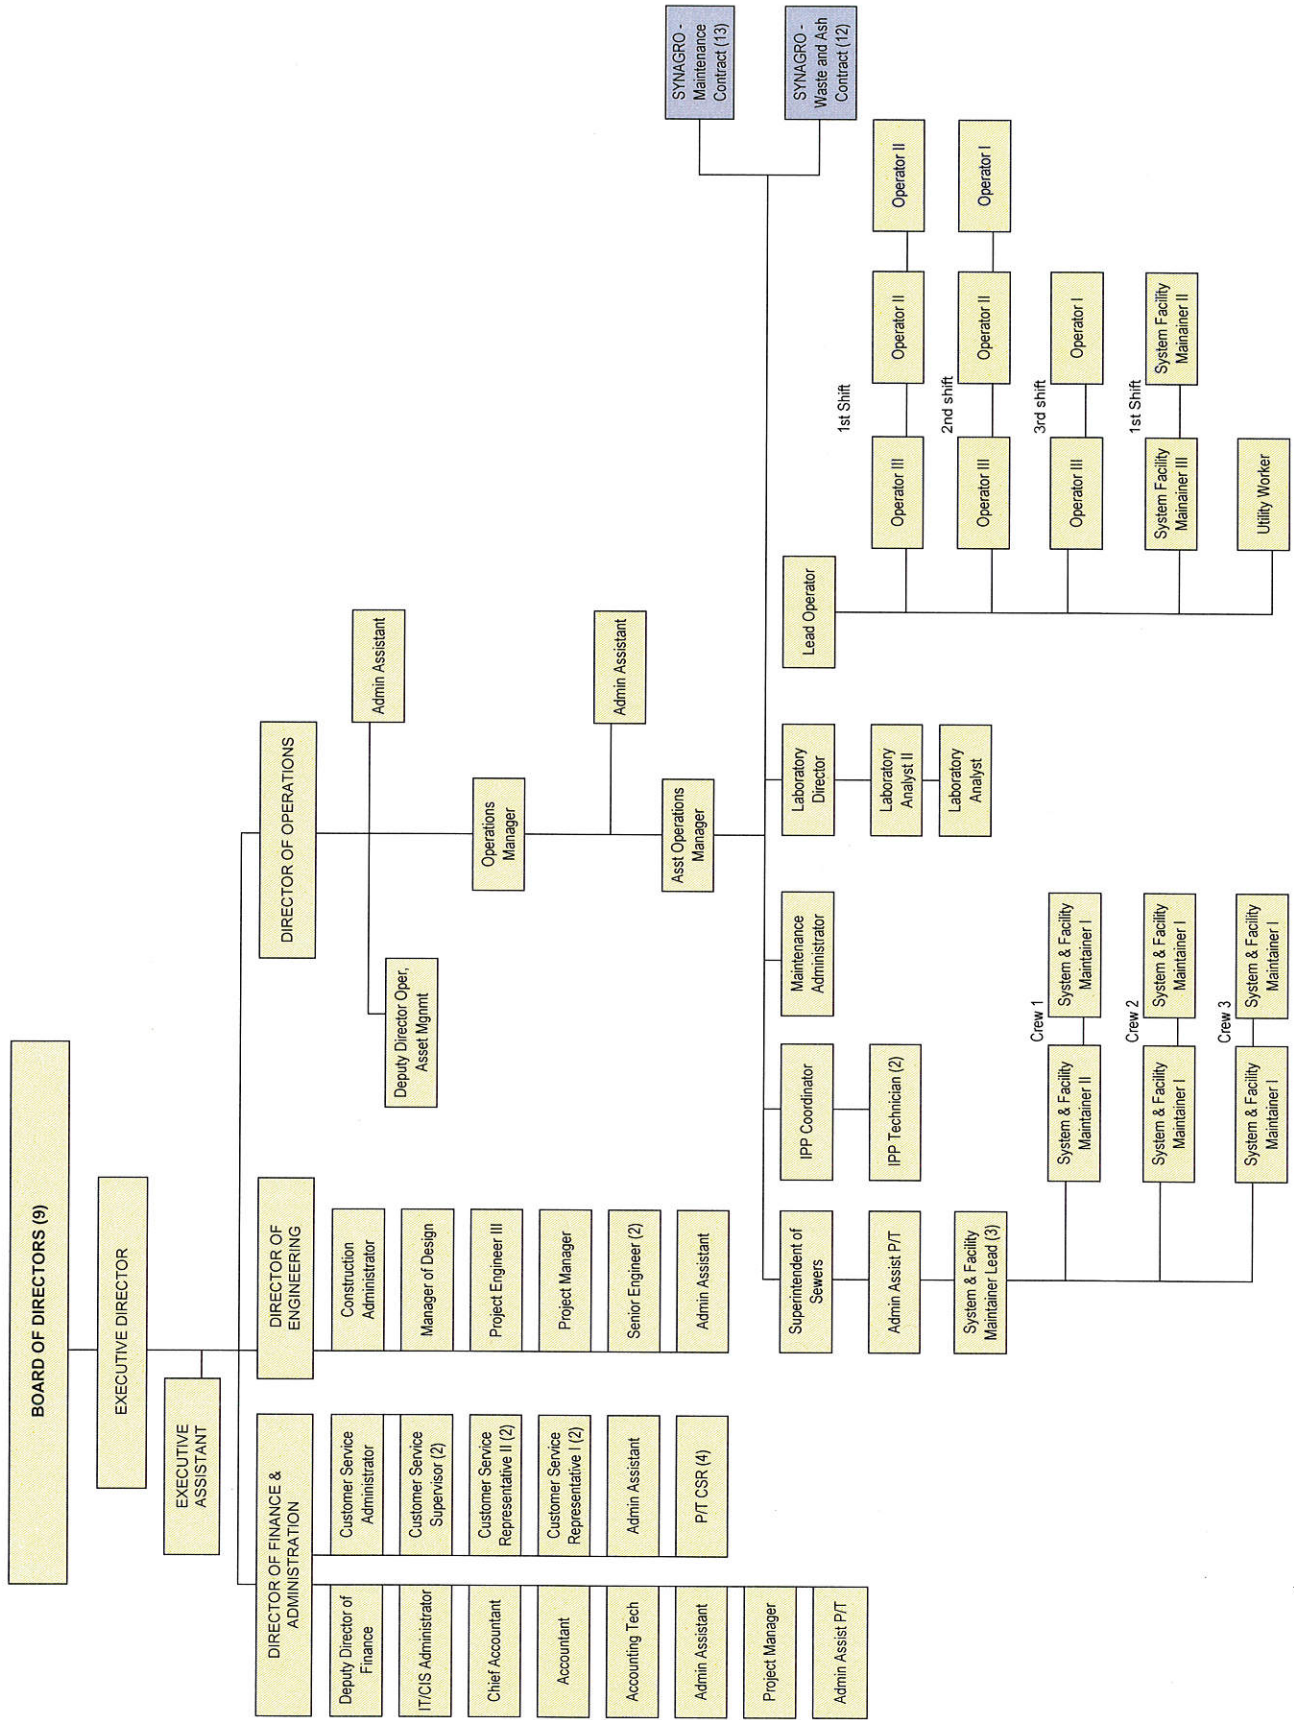 BOARD OF DIRECTORS (9)
EXECUTIVE DIRECTOR
EXECUTIVE
ASSISTANT
DIRECTOR OF FINANCE &
ADMINISTRATION
Deputy Director of
Finance
IT/CIS Administrator
Chief Accountant
Accountant
Accounting Tech
Admin Assistant
Project Manager
Admin Assist P/T
Customer Service
Administrator
Customer Service
Supervisor (2)
Customer Service
Representative II (2)
Customer Service
Representative I (2)
Admin Assistant
P/T CSR (4)
DIRECTOR OF
ENGINEERING
Construction
Administrator
Manager of Design
Project Engineer III
Project Manager
Senior Engineer (2)
Admin Assistant
DIRECTOR OF OPERATIONS
Admin Assistant
Deputy Director Oper,
Asset Mgnmt
Operations
Manager
Admin Assistant
Asst Operations
Manager
Superintendent of
Sewers
Admin Assist P/T
System & Facility
Maintainer Lead (3)
Crew 1
System & Facility
Maintainer II
System & Facility
Maintainer I
Crew 2
System & Facility
Maintainer I
System & Facility
Maintainer I
Crew 3
System & Facility
Maintainer I
System & Facility
Maintainer I
IPP Coordinator
IPP Technician (2)
Maintenance
Administrator
Laboratory
Director
Laboratory
Analyst II
Laboratory
Analyst
Lead Operator
1st Shift
Operator III
Operator II
Operator II
2nd shift
Operator III
Operator II
Operator I
3rd shift
Operator III
Operator I
1st Shift
System Facility
Mainainer III
System Facility
Mainainer II
Utility Worker
SYNAGRO -
Maintenance
Contract (13)
SYNAGRO -
Waste and Ash
Contract (12)